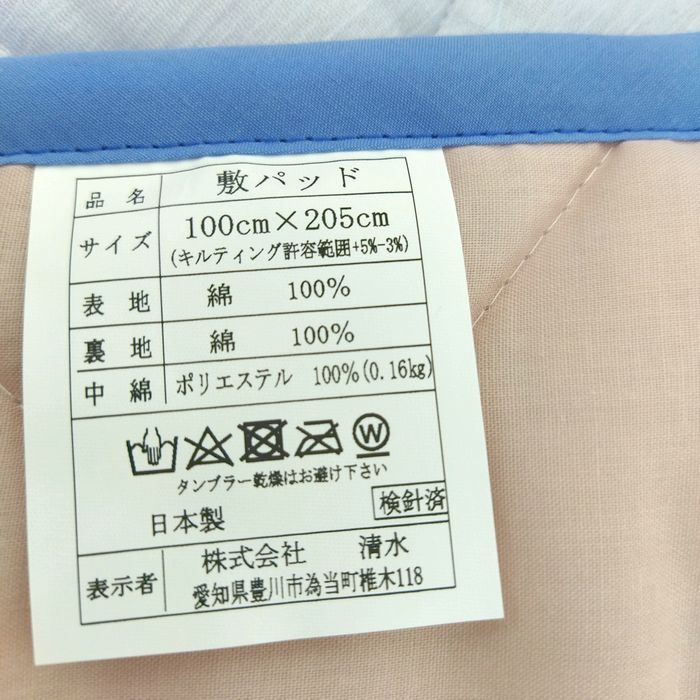 品名 敷パッド
サイズ 100cm×205cm
(キルティング許容範囲+5%-3%)
表地 綿 100%
裏地 綿 100%
中綿 ポリエステル 100%(0.16kg)
W
タンブラー乾燥はお避け下さい
日本製 検針済
表示者 株式会社 清水
愛知県豊川市為当町椎木118